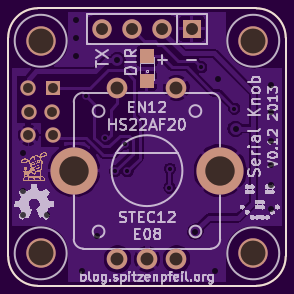 TX DIR + −
EN12
HS22AF20
STEC12
E08
Serial Knob
V0.12 2013
blog.spitzenpfeil.org